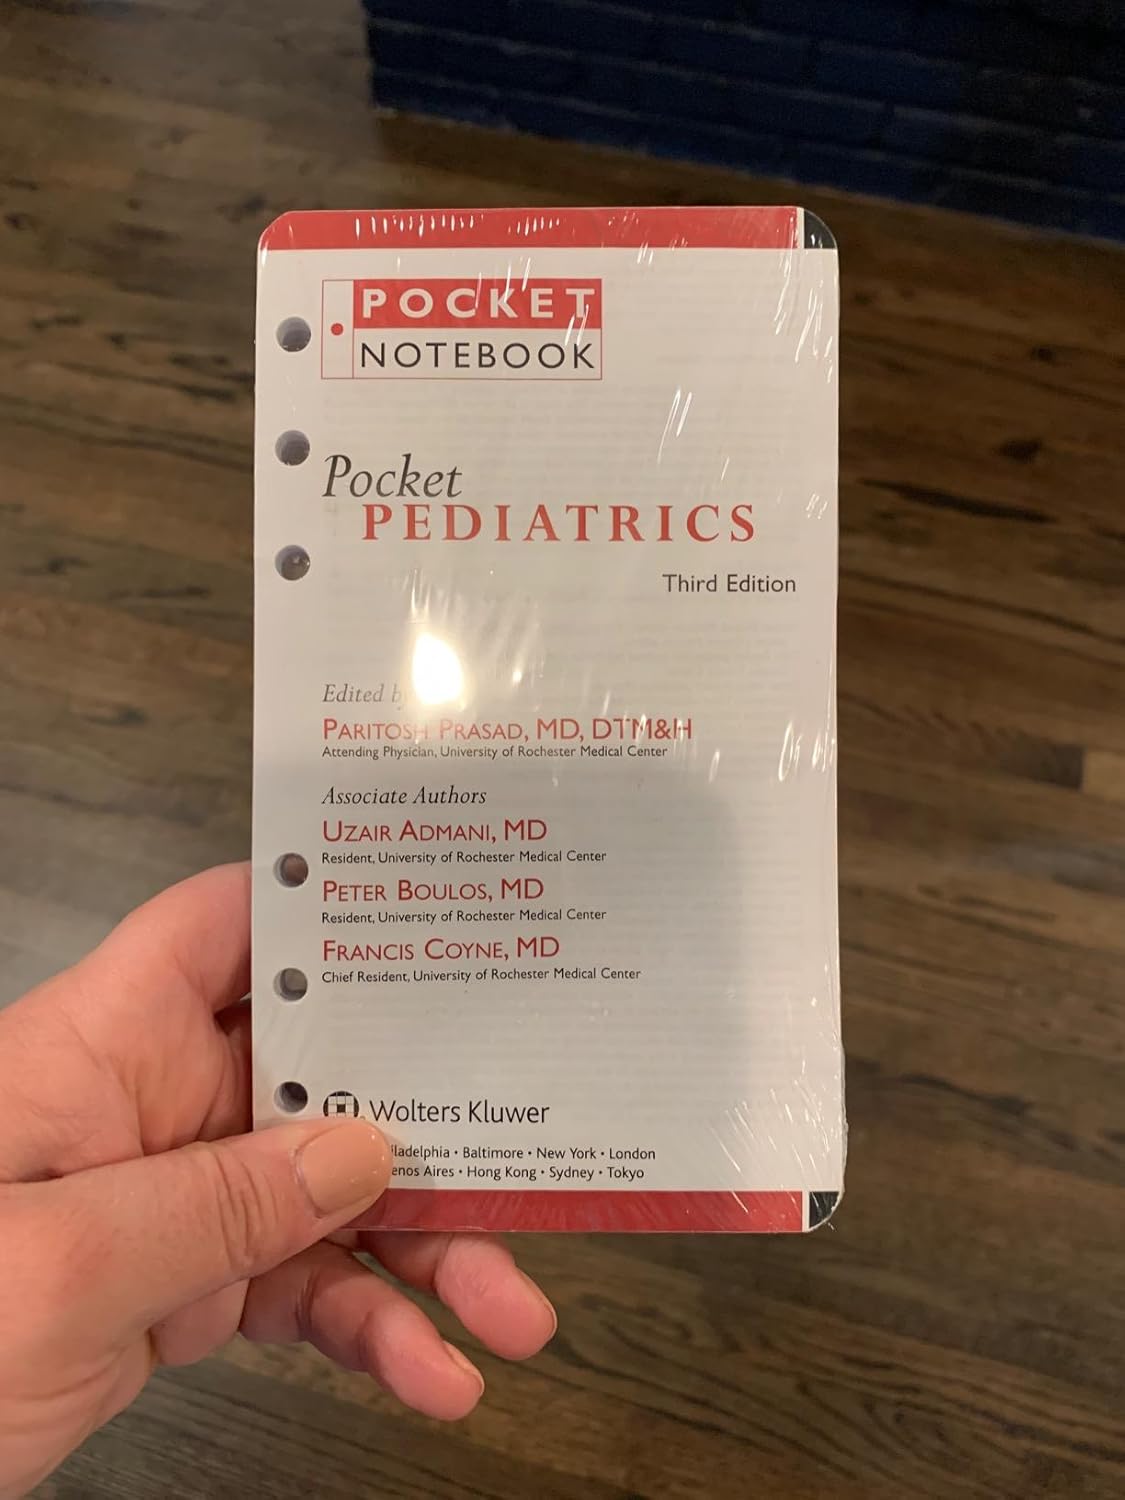 POCKET
NOTEBOOK
Pocket
PEDIATRICS
Third Edition
Edited
PARITOSH PRASAD, MD, DTM&H
Attending Physician, University of Rochester Medical Center
Associate Authors
UZAIR ADMANI, MD
Resident, University of Rochester Medical Center
PETER BOULOS, MD
Resident, University of Rochester Medical Center
FRANCIS COYNE, MD
Chief Resident, University of Rochester Medical Center
Wolters Kluwer
iladelphia • Baltimore • New York • London
enos Aires • Hong Kong • Sydney • Tokyo